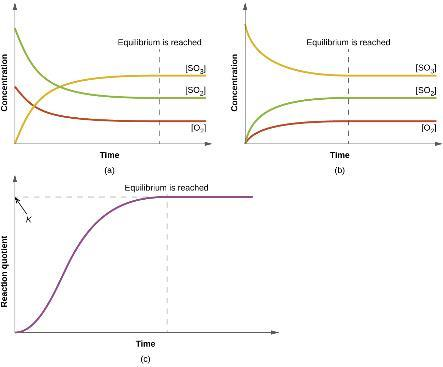 Equilibrium is reached
[SO3]
[SO2]
[O2]
Concentration
Time
(a)
Equilibrium is reached
[SO3]
[SO2]
[O2]
Concentration
Time
(b)
Equilibrium is reached
K
Reaction quotient
Time
(c)